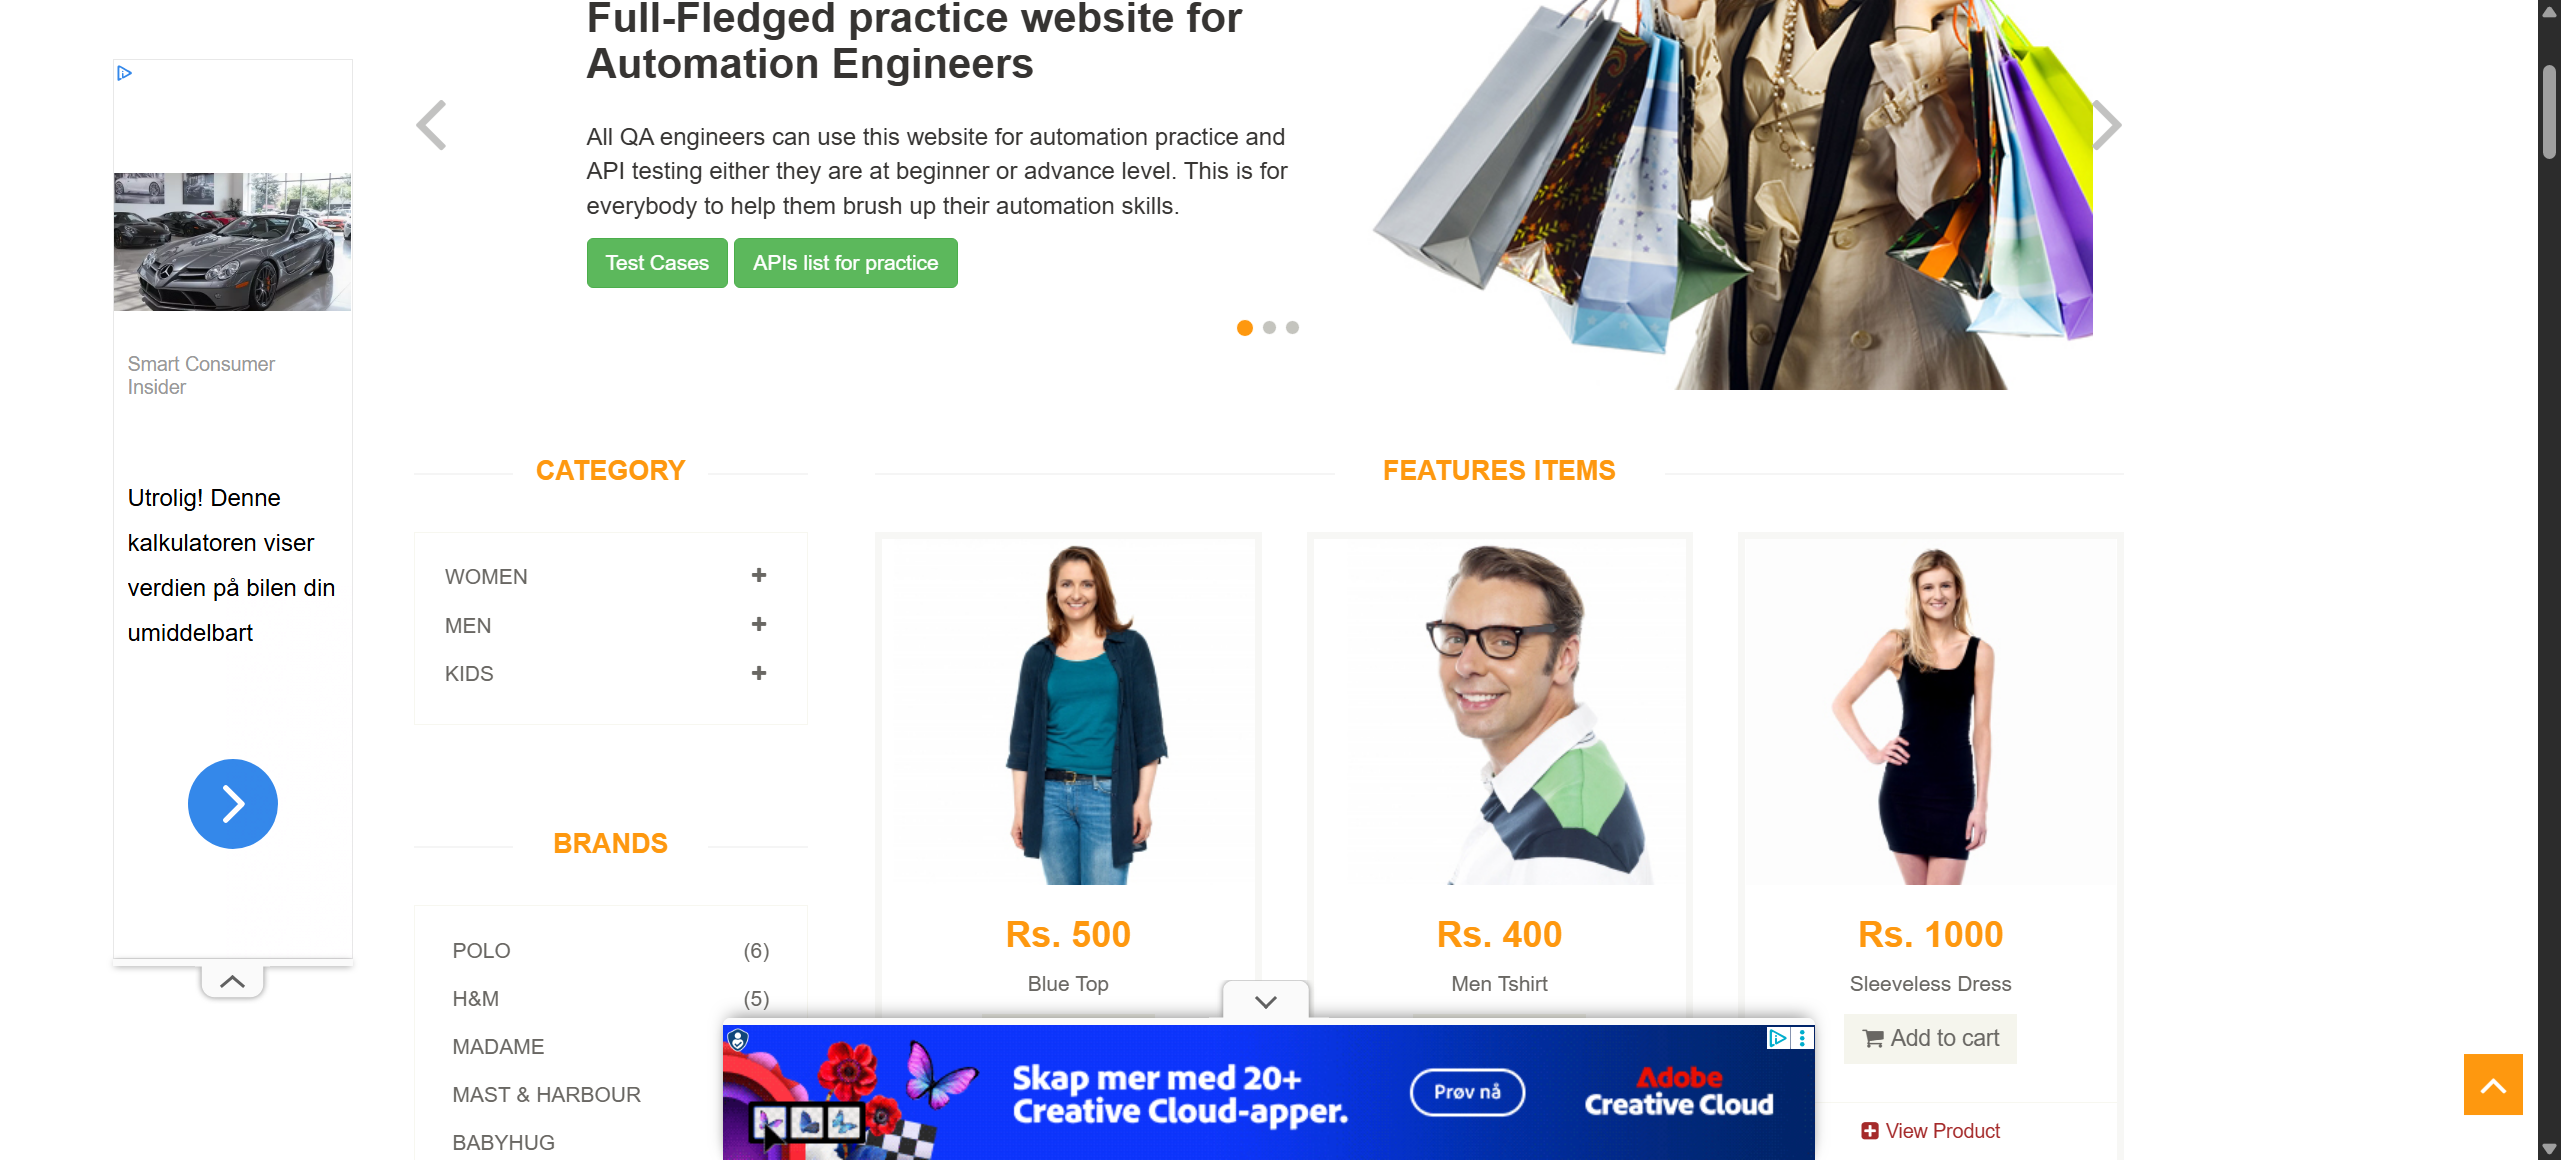 Full-Fledged practice website for
Automation Engineers
All QA engineers can use this website for automation practice and
API testing either they are at beginner or advance level. This is for
everybody to help them brush up their automation skills.
Test Cases
APIs list for practice
Smart Consumer
Insider
Utrolig! Denne
kalkulatoren viser
verdien på bilen din
umiddelbart
CATEGORY
WOMEN
MEN
KIDS
BRANDS
POLO (6)
H&M (5)
MADAME
MAST & HARBOUR
BABYHUG
FEATURES ITEMS
Rs. 500
Blue Top
Rs. 400
Men Tshirt
Rs. 1000
Sleeveless Dress
Add to cart
View Product
Skap mer med 20+
Creative Cloud-apper.
Prøv nå
Adobe
Creative Cloud